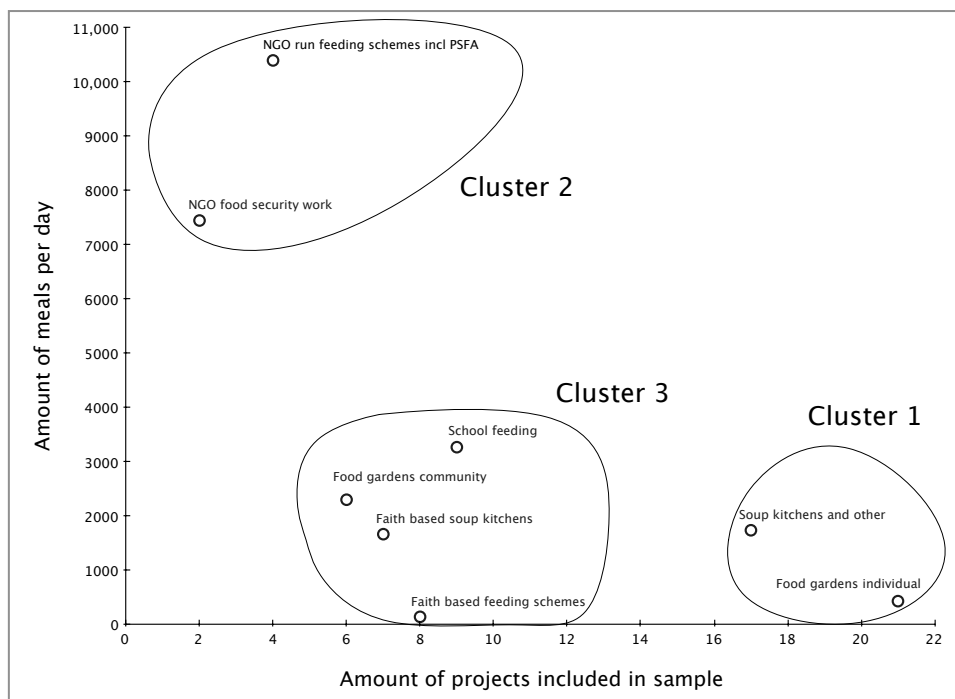 11,000
10,000
9000
8000
7000
6000
5000
4000
3000
2000
1000
0
Amount of meals per day
NGO run feeding schemes incl PSFA
Cluster 2
NGO food security work
Cluster 3
Cluster 1
School feeding
Food gardens community
Faith based soup kitchens
Soup kitchens and other
Food gardens individual
Faith based feeding schemes
0 2 4 6 8 10 12 14 16 18 20 22
Amount of projects included in sample